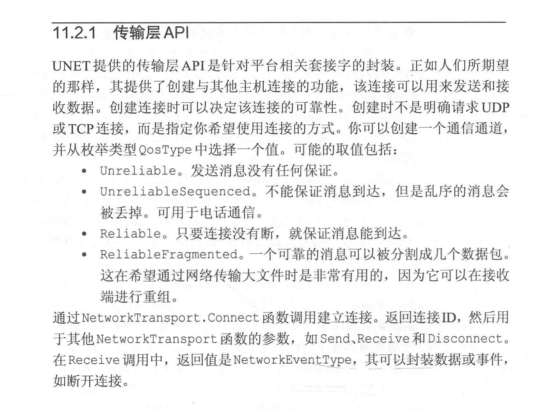 11.2.1 传输层API
UNET提供的传输层API是针对平台相关套接字的封装。正如人们所期望
的那样，其提供了创建与其他主机连接的功能，该连接可以用来发送和接
收数据。创建连接时可以决定该连接的可靠性。创建时不是明确请求UDP
或TCP连接，而是指定你希望使用连接的方式。你可以创建一个通信通道，
并从枚举类型QosType中选择一个值。可能的取值包括：
• Unreliable。发送消息没有任何保证。
• UnreliableSequenced。不能保证消息到达，但是乱序的消息会
被丢掉。可用于电话通信。
• Reliable。只要连接没有断，就保证消息能到达。
• ReliableFragmented。一个可靠的消息可以被分割成几个数据包。
这在希望通过网络传输大文件时是非常有用的，因为它可以在接收
端进行重组。
通过NetworkTransport.Connect函数调用建立连接。返回连接ID，然后用
于其他NetworkTransport函数的参数，如Send、Receive和Disconnect。
在Receive调用中，返回值是NetworkEventType，其可以封装数据或事件，
如断开连接。